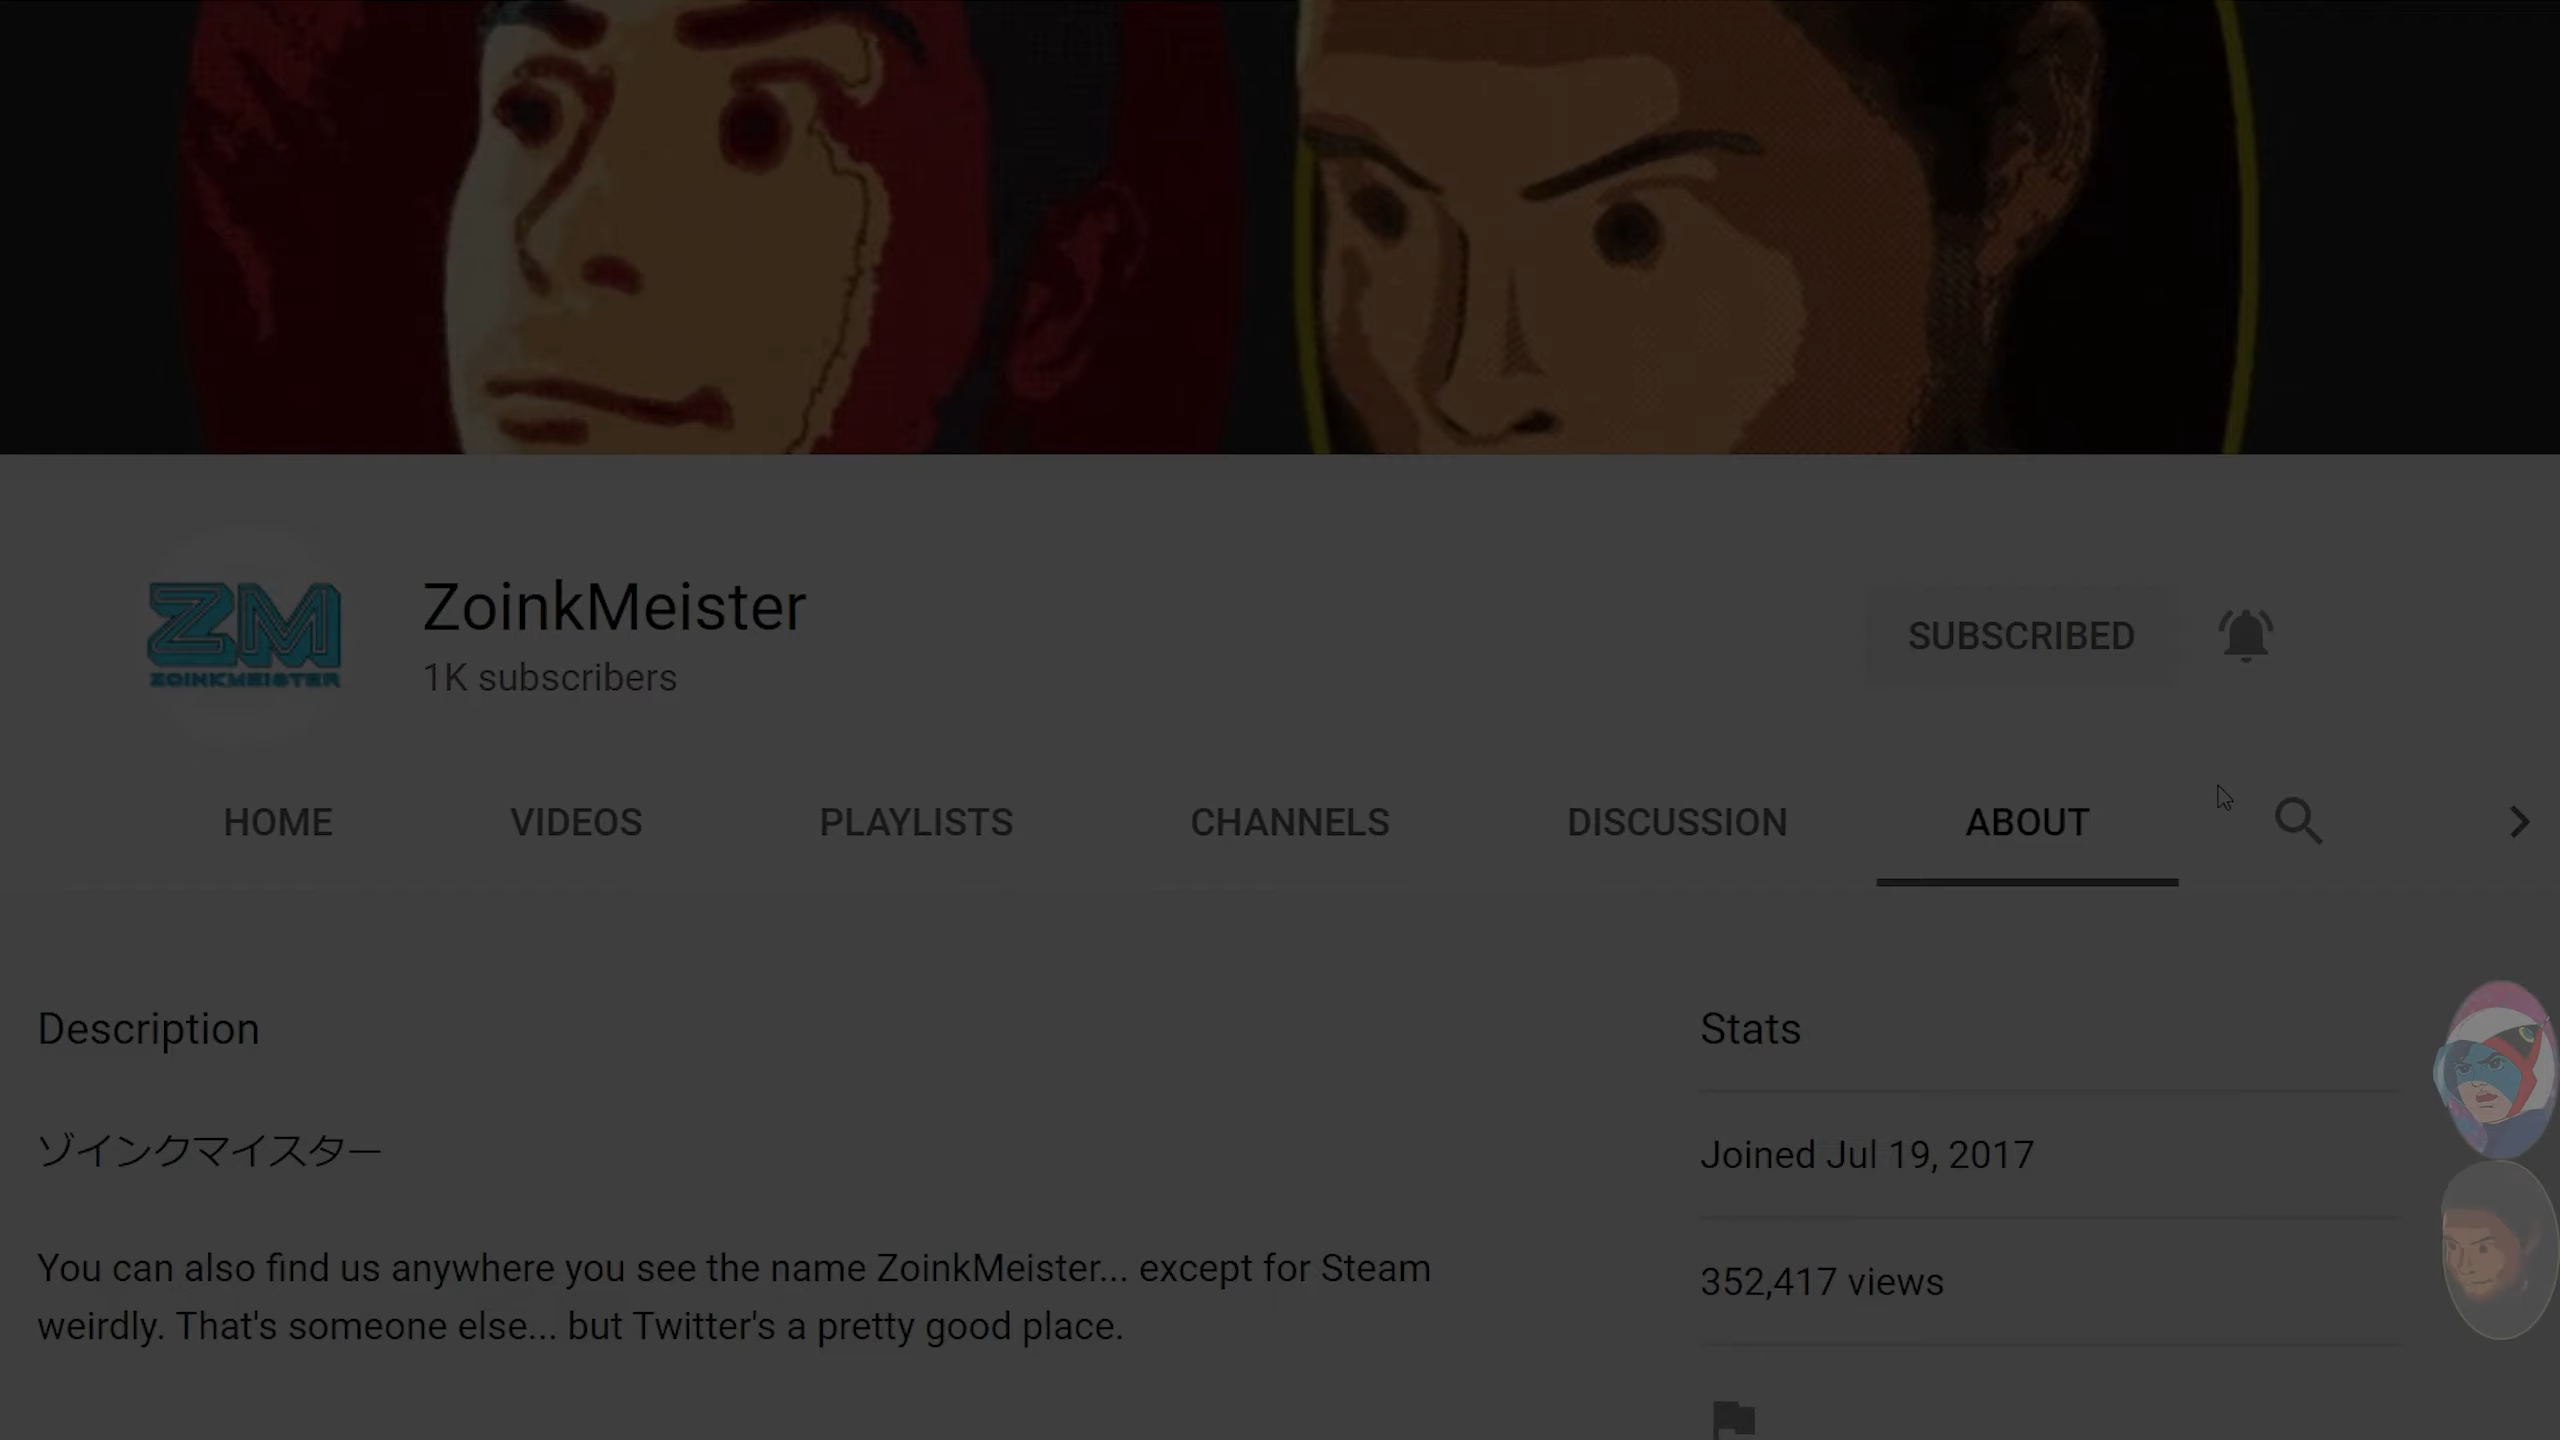 ZM
ZOINKMEISTER
ZoinkMeister
1K subscribers
SUBSCRIBED
HOME
VIDEOS
PLAYLISTS
CHANNELS
DISCUSSION
ABOUT
Description
ゾインクマイスター
You can also find us anywhere you see the name ZoinkMeister... except for Steam
weirdly. That's someone else... but Twitter's a pretty good place.
Stats
Joined Jul 19, 2017
352,417 views